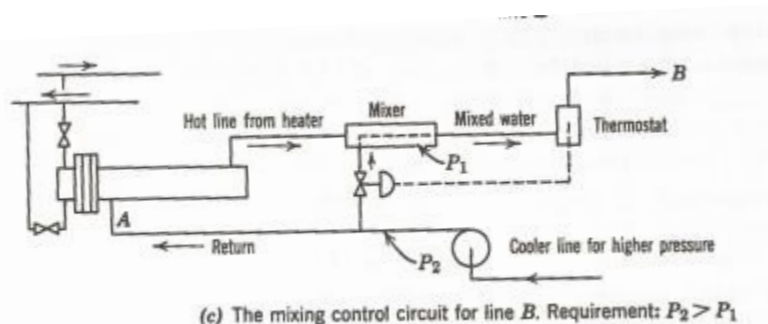 B
Mixer
Hot line from heater
Mixed water
Thermostat
P₁
A
Return
P₂
Cooler line for higher pressure
(c) The mixing control circuit for line B. Requirement: P₂ > P₁